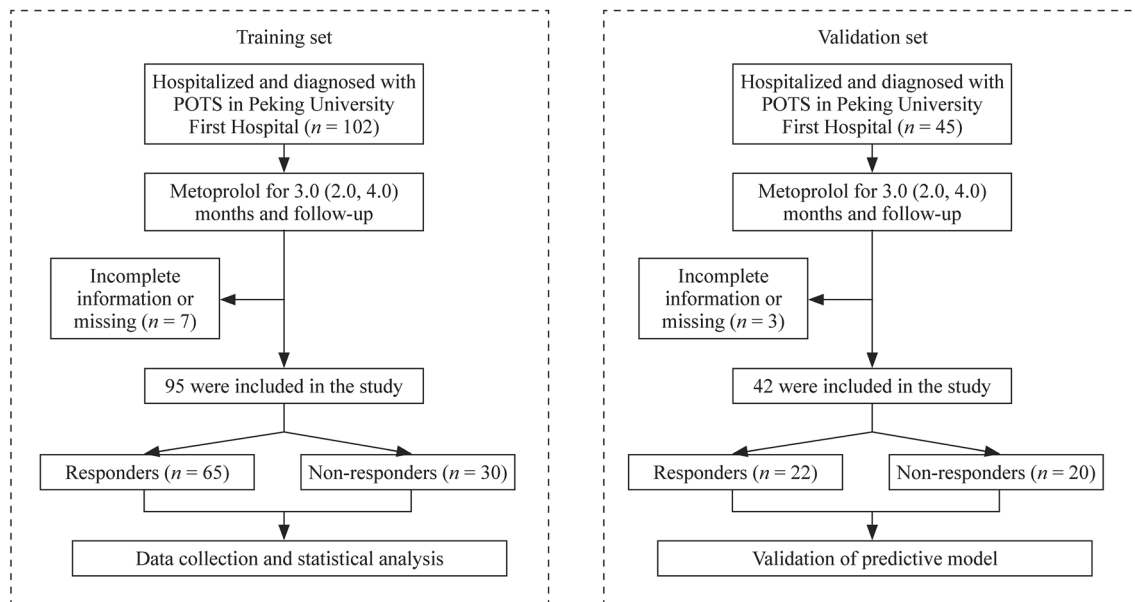 Training set
Hospitalized and diagnosed with
POTS in Peking University
First Hospital (n = 102)
Metoprolol for 3.0 (2.0, 4.0)
months and follow-up
Incomplete
information or
missing (n = 7)
95 were included in the study
Responders (n = 65)
Non-responders (n = 30)
Data collection and statistical analysis
Validation set
Hospitalized and diagnosed with
POTS in Peking University
First Hospital (n = 45)
Metoprolol for 3.0 (2.0, 4.0)
months and follow-up
Incomplete
information or
missing (n = 3)
42 were included in the study
Responders (n = 22)
Non-responders (n = 20)
Validation of predictive model